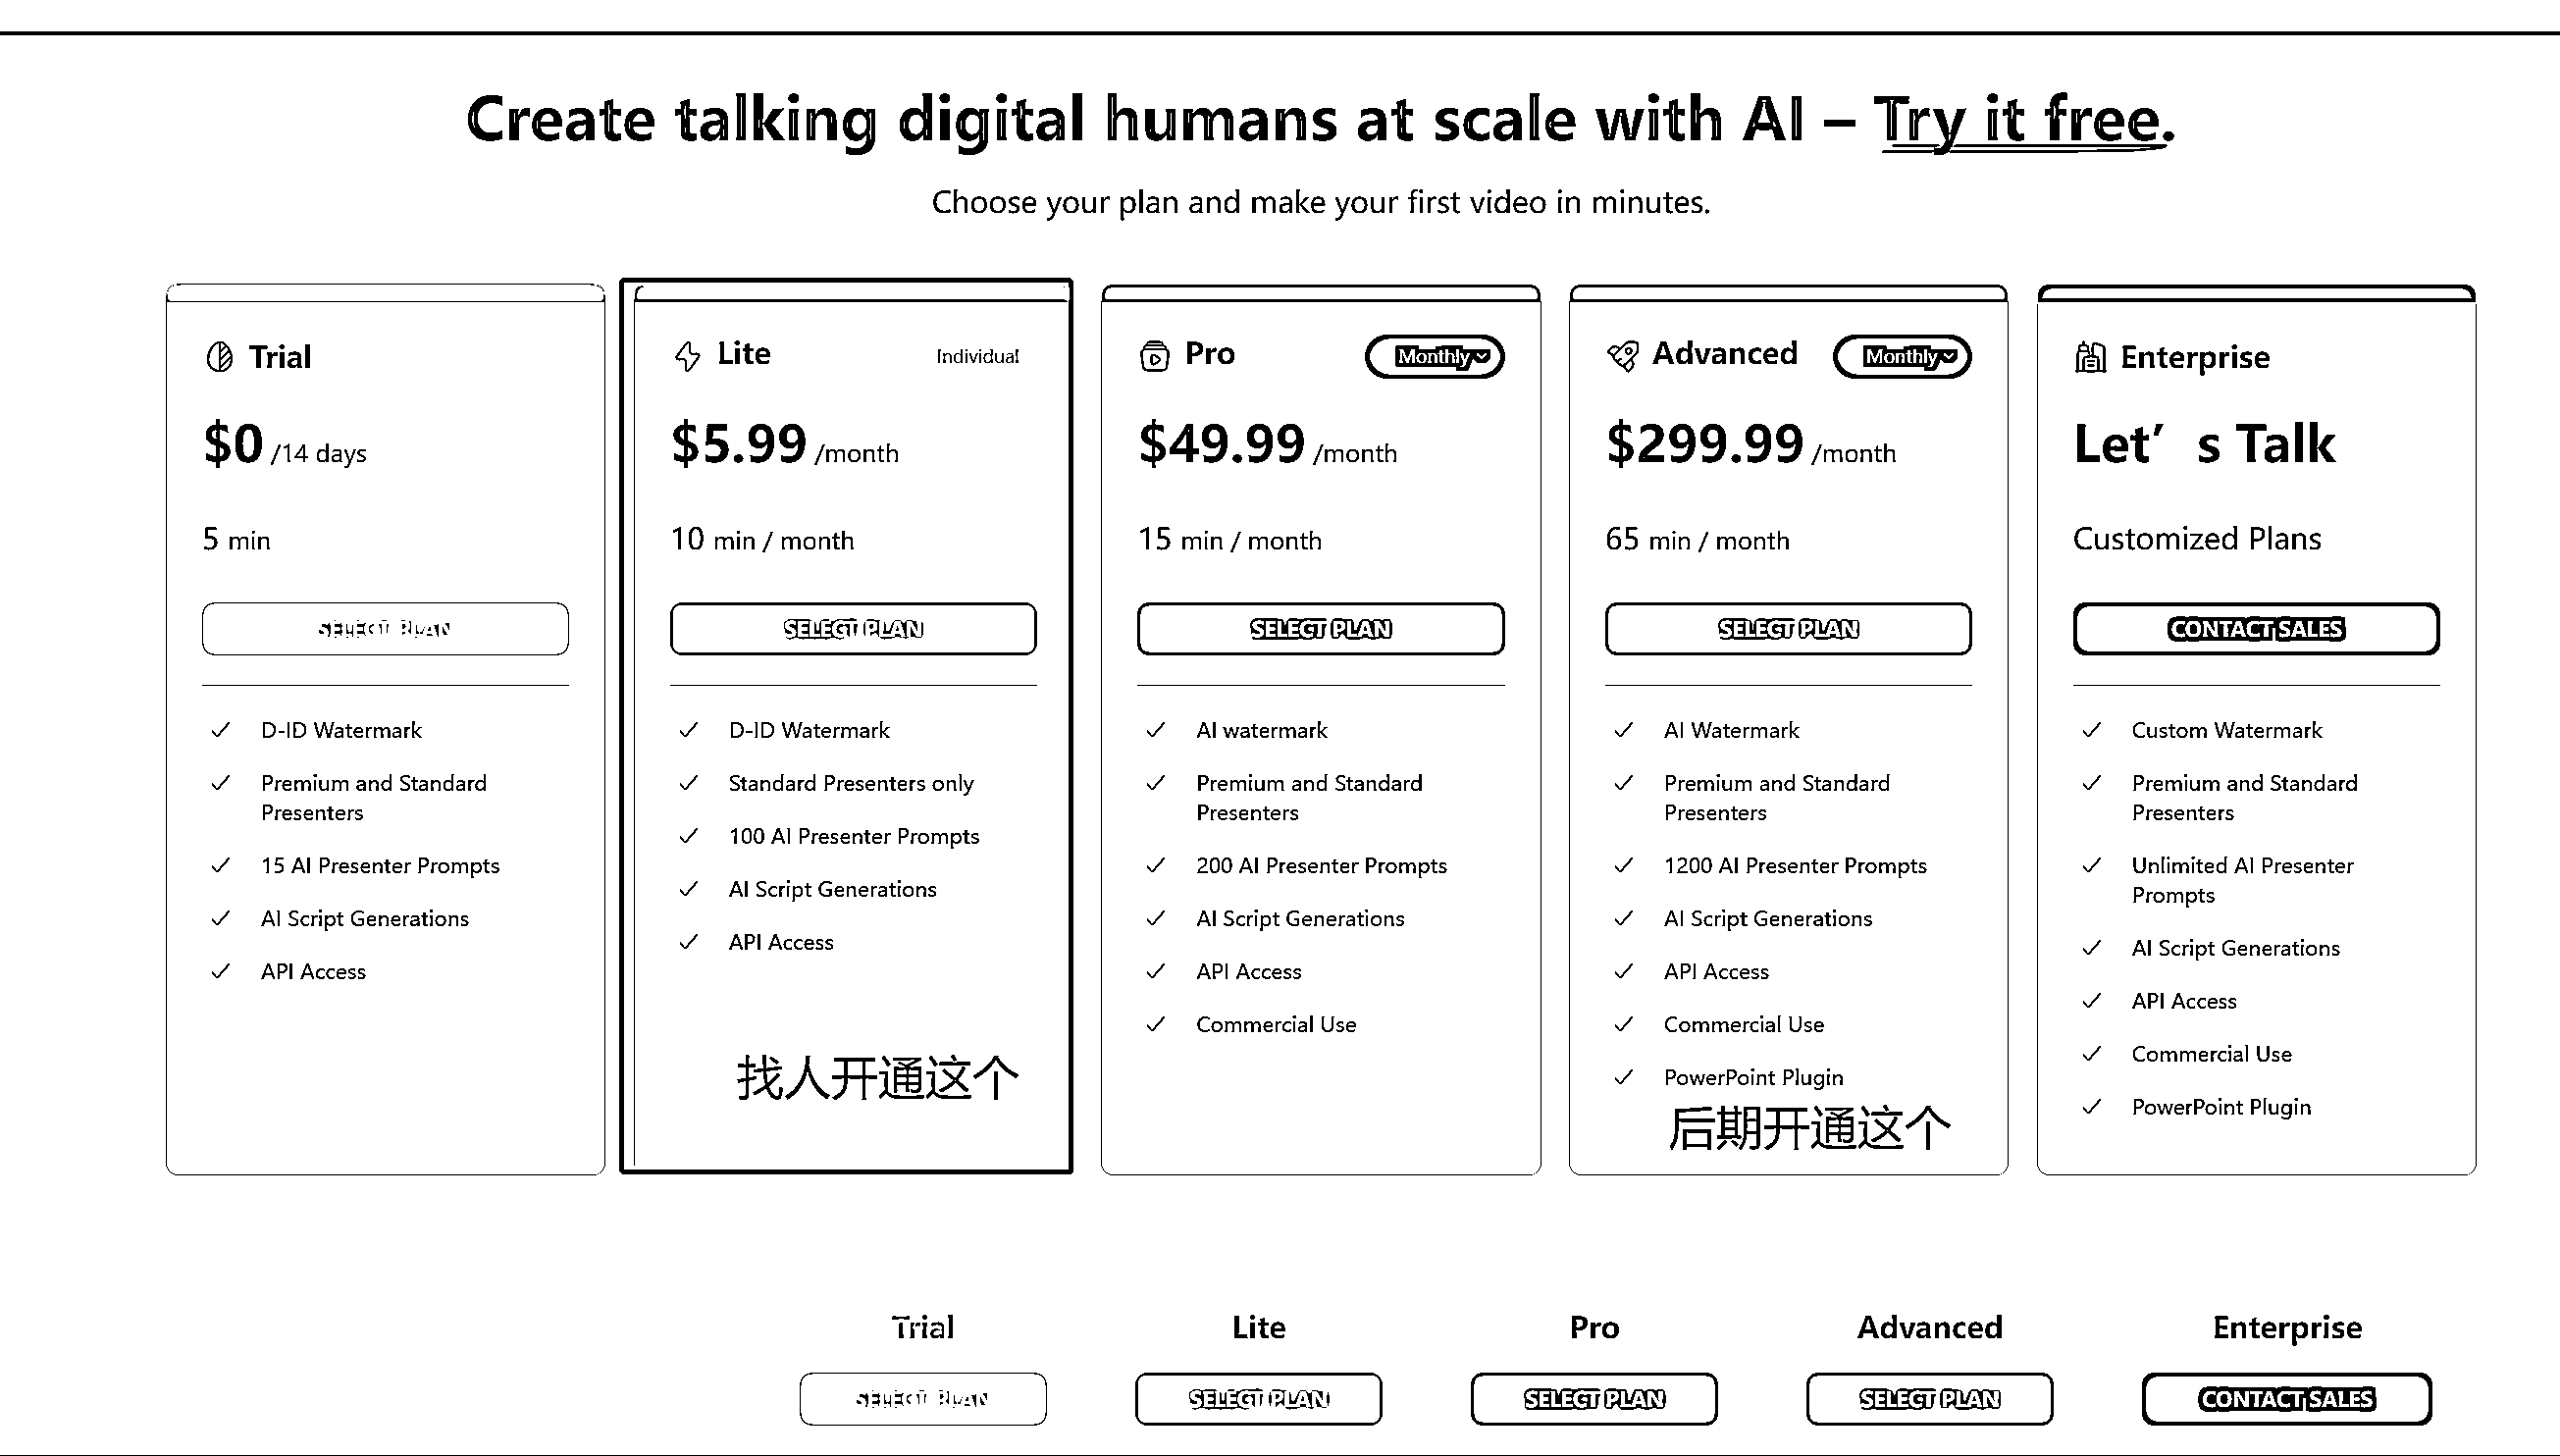 Create talking digital humans at scale with AI – Try it free.
Choose your plan and make your first video in minutes.
Trial
$0 /14 days
5 min
SELECT PLAN
D-ID Watermark
Premium and Standard
Presenters
15 AI Presenter Prompts
AI Script Generations
API Access
Lite
Individual
$5.99 /month
10 min / month
SELECT PLAN
D-ID Watermark
Standard Presenters only
100 AI Presenter Prompts
AI Script Generations
API Access
找人开通这个
Pro
Monthly
$49.99 /month
15 min / month
SELECT PLAN
AI watermark
Premium and Standard
Presenters
200 AI Presenter Prompts
AI Script Generations
API Access
Commercial Use
Advanced
Monthly
$299.99 /month
65 min / month
SELECT PLAN
AI Watermark
Premium and Standard
Presenters
1200 AI Presenter Prompts
AI Script Generations
API Access
Commercial Use
PowerPoint Plugin
后期开通这个
Enterprise
Let’s Talk
Customized Plans
CONTACT SALES
Custom Watermark
Premium and Standard
Presenters
Unlimited AI Presenter
Prompts
AI Script Generations
API Access
Commercial Use
PowerPoint Plugin
Trial
Lite
Pro
Advanced
Enterprise
SELECT PLAN
SELECT PLAN
SELECT PLAN
SELECT PLAN
CONTACT SALES